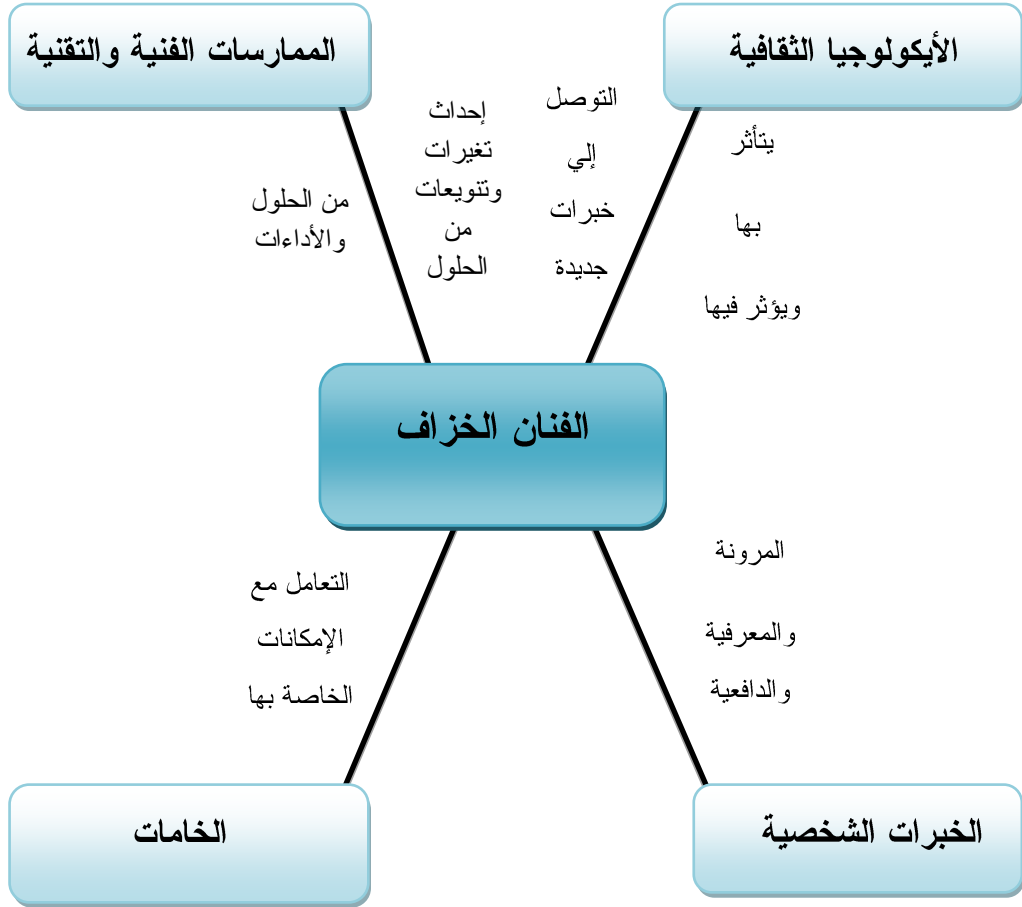 الأيكولوجيا الثقافية
الممارسات الفنية والتقنية
يتأثر
بها
ويؤثر فيها
التوصل
إلي
خبرات
جديدة
إحداث
تغيرات
وتنويعات
من
الحلول
من الحلول
والأداءات
الفنان الخزاف
المرونة
والمعرفية
والدافعية
التعامل مع
الإمكانات
الخاصة بها
الخبرات الشخصية
الخامات